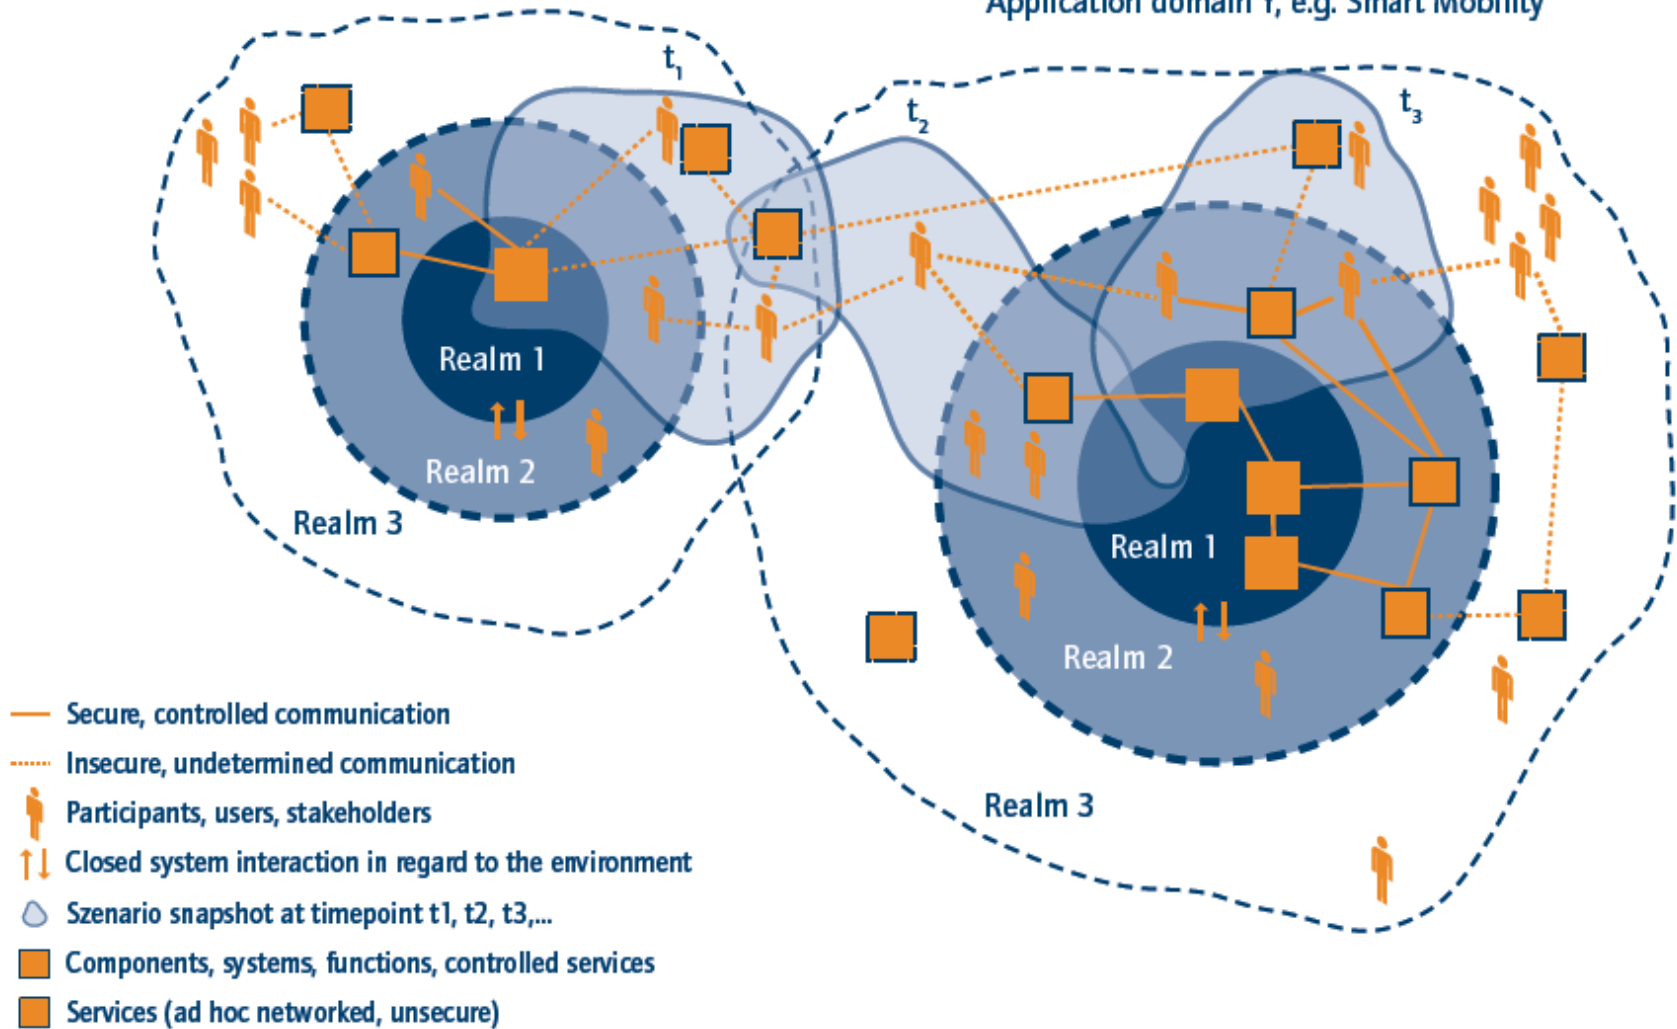 Application domain Y, e.g. Smart Mobility
t1
t2
t3
Realm 1
Realm 2
Realm 3
Realm 1
Realm 2
Realm 3
Secure, controlled communication
Insecure, undetermined communication
Participants, users, stakeholders
Closed system interaction in regard to the environment
Szenario snapshot at timepoint t1, t2, t3,...
Components, systems, functions, controlled services
Services (ad hoc networked, unsecure)